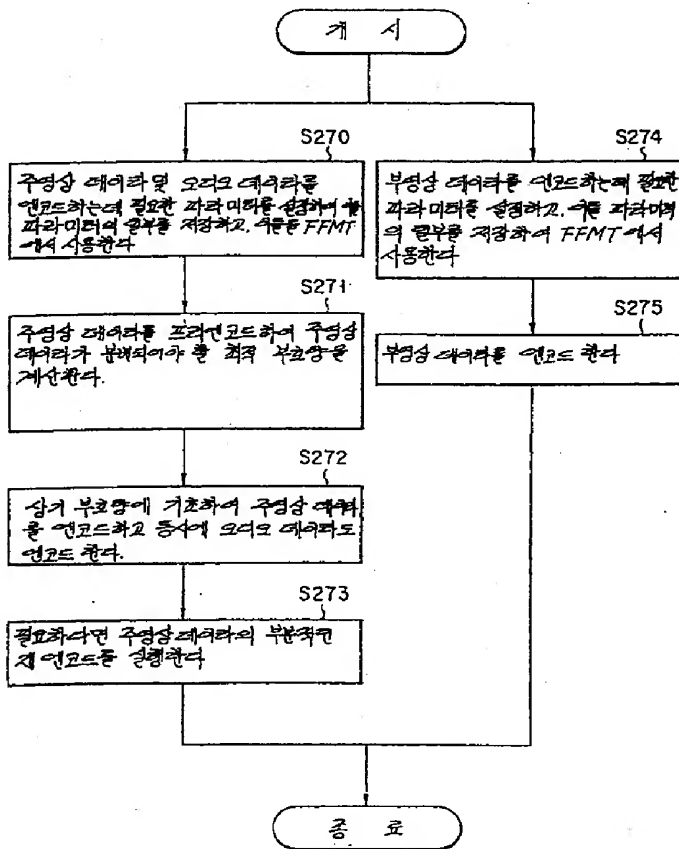 개 시
S270
주영상 데이타 및 오디오 데이타를
엔코드하는데 필요한 파라미터를 설정하여 이들
파라미터의 일부를 저장하고, 이들을 FFMT
에서 사용한다
S271
주영상 데이타를 프리엔코드하여 주영상
데이타가 분배되어야 할 최적 부호량을
계산한다.
S272
상기 부호량에 기초하여 주영상 데이타
를 엔코드하고 동시에 오디오 데이타도
엔코드 한다.
S273
필요하다면 주영상데이타의 부분적인
재 엔코드를 실행한다
S274
부영상 데이타를 엔코드하는데 필요한
파라미터를 설정하고, 이들 파라미터
의 일부를 저장하여 FFMT 에서
사용한다
S275
부영상 데이타를 엔코드 한다
종 료